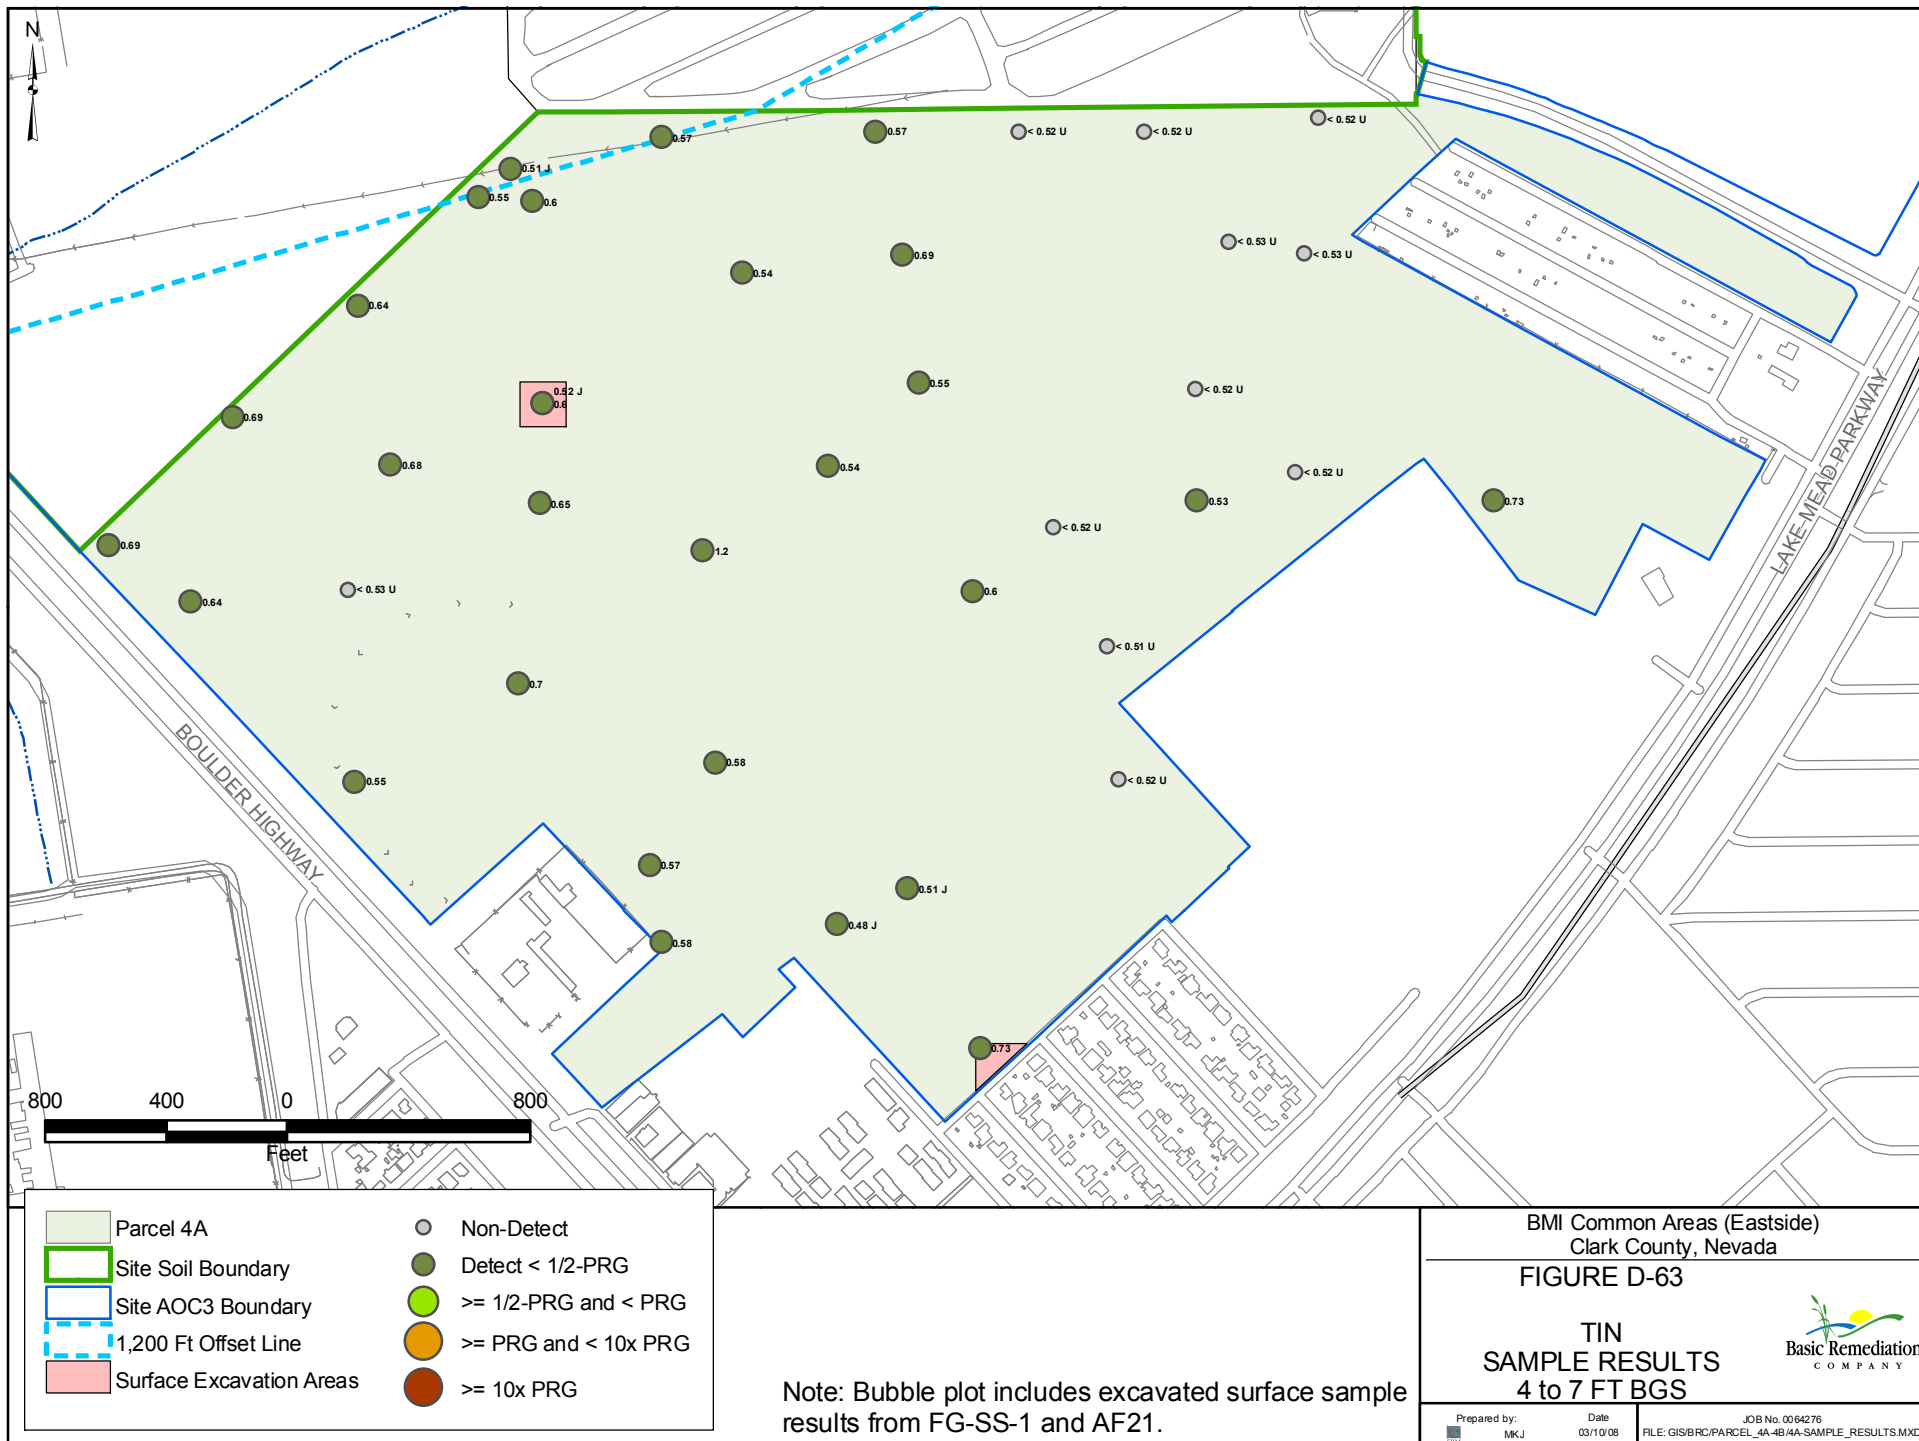 N
0.57
0.57
< 0.52 U
< 0.52 U
< 0.52 U
0.51 J
0.55
0.6
0.69
< 0.53 U
< 0.53 U
0.54
0.64
0.55
< 0.52 U
0.52 J
0.6
0.69
0.68
0.54
< 0.52 U
0.65
0.53
0.73
< 0.52 U
0.69
1.2
< 0.53 U
0.6
0.64
< 0.51 U
0.7
0.58
0.55
< 0.52 U
0.57
0.51 J
0.48 J
0.58
0.73
LAKE MEAD PARKWAY
BOULDER HIGHWAY
800 400 0 800
Feet
Parcel 4A
Site Soil Boundary
Site AOC3 Boundary
1,200 Ft Offset Line
Surface Excavation Areas
Non-Detect
Detect < 1/2-PRG
>= 1/2-PRG and < PRG
>= PRG and < 10x PRG
>= 10x PRG
Note: Bubble plot includes excavated surface sample
results from FG-SS-1 and AF21.
BMI Common Areas (Eastside)
Clark County, Nevada
FIGURE D-63
TIN
SAMPLE RESULTS
4 to 7 FT BGS
Basic Remediation
COMPANY
Prepared by:
MKJ
Date
03/10/08
JOB No. 0064276
FILE: GIS/BRC/PARCEL_4A-4B/4A-SAMPLE_RESULTS.MXD